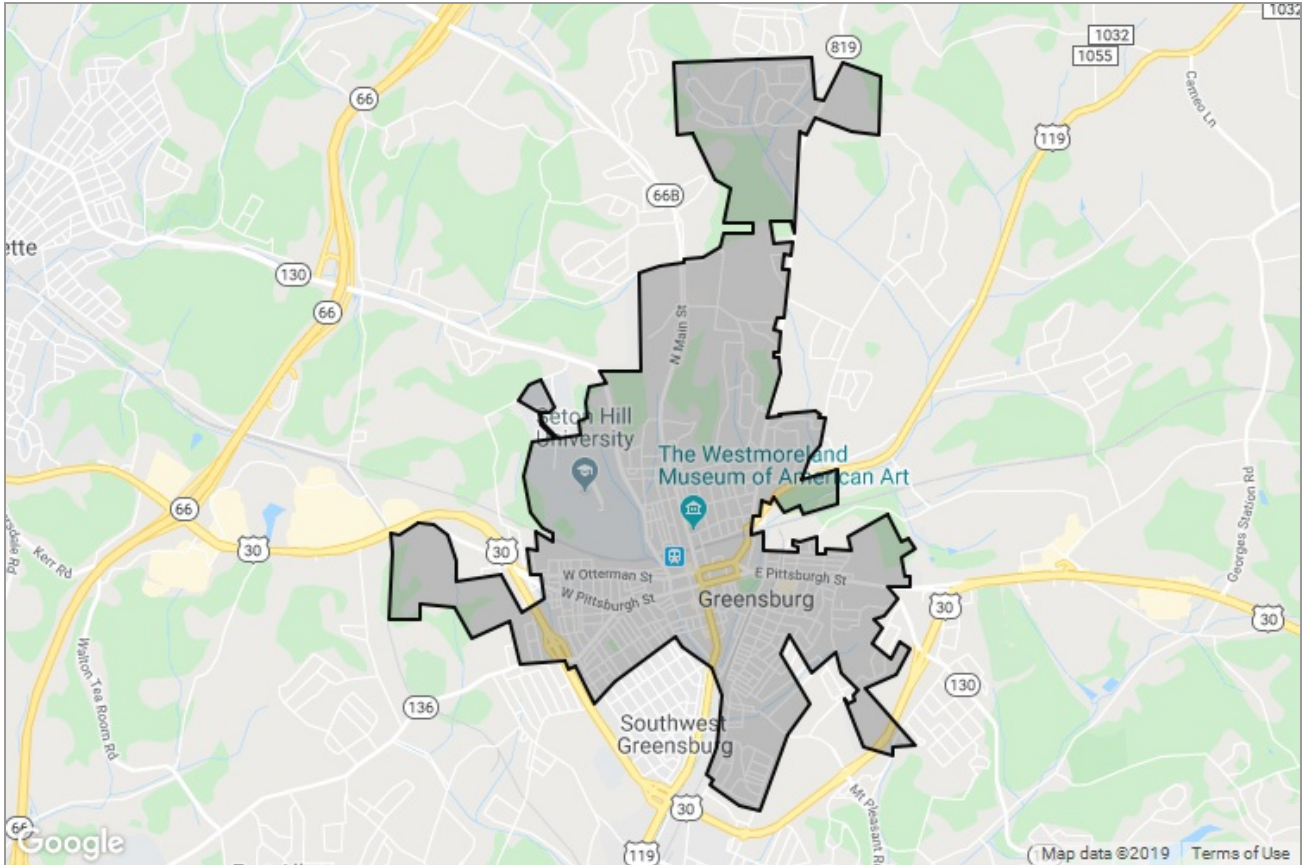 1032
1032
1055
819
66
119
Cameo Ln
66B
ette
130
66
N Main St
Seton Hill
University
The Westmoreland
Museum of American Art
Georges Station Rd
66
30
30
Kerr Rd
W Otterman St
E Pittsburgh St
W Pittsburgh St
Greensburg
30
30
Walton Tea Room Rd
136
130
Southwest
Greensburg
30
Mt Pleasant Rd
66
Google
119
Map data ©2019
Terms of Use